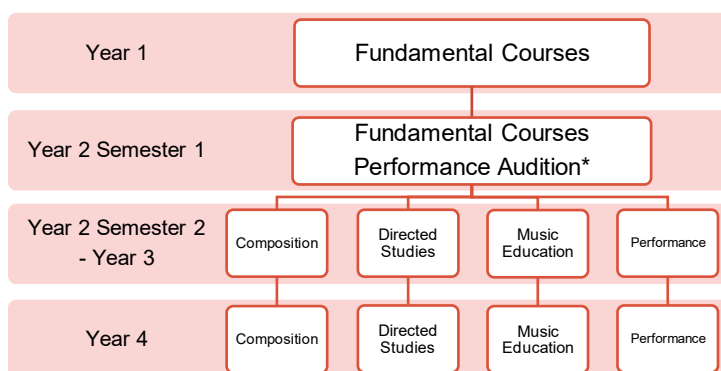 Year 1
Fundamental Courses
Year 2 Semester 1
Fundamental Courses
Performance Audition*
Year 2 Semester 2
- Year 3
Composition
Directed
Studies
Music
Education
Performance
Year 4
Composition
Directed
Studies
Music
Education
Performance